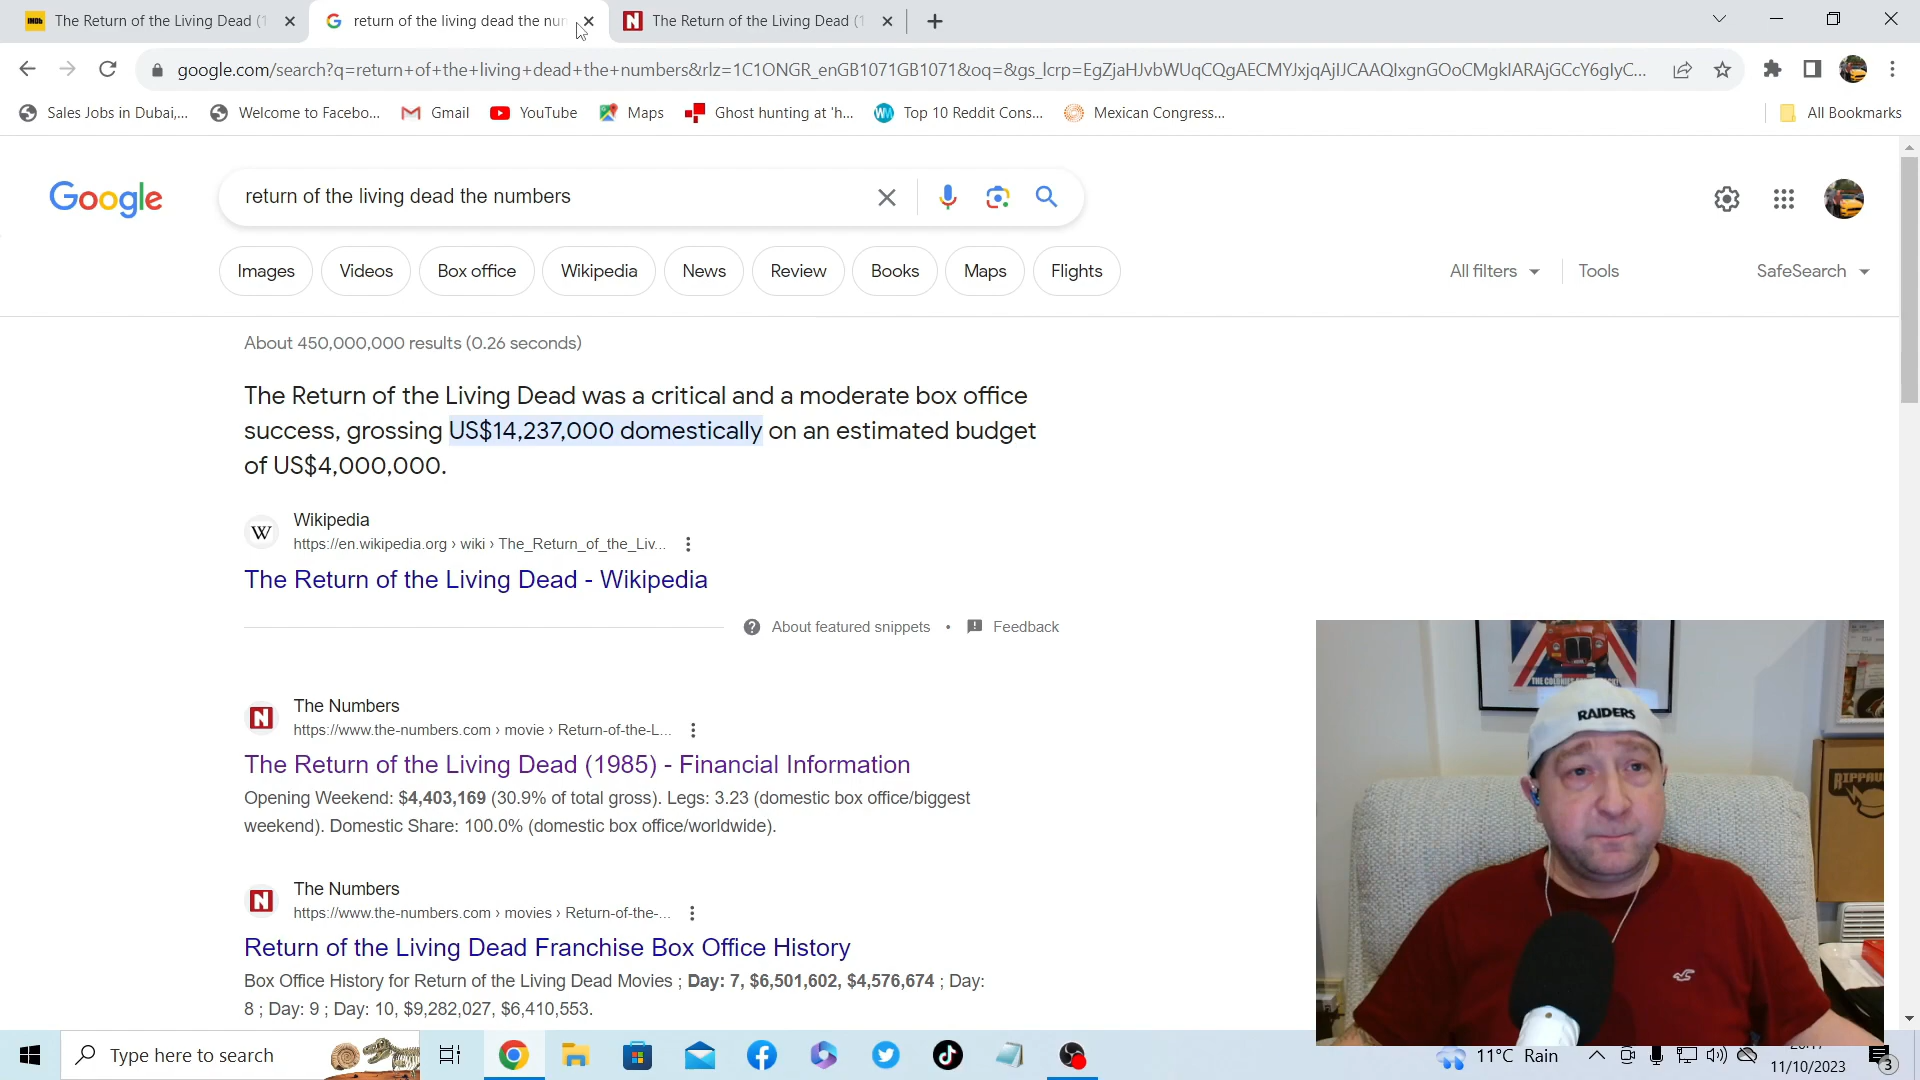 The Return of the Living Dead (1
return of the living dead the num
The Return of the Living Dead (1
google.com/search?q=return+of+the+living+dead+the+numbers&rlz=1C1ONGR_enGB1071GB1071&oq=&gs_lcrp=EgZjaHJvbWUqCQgAECMYJxjqAjIJCAAQIxgnGOoCMgkIARAjGCcY6gIyC...
Sales Jobs in Dubai,...
Welcome to Facebo...
Gmail
YouTube
Maps
Ghost hunting at 'h...
Top 10 Reddit Cons...
Mexican Congress...
All Bookmarks
Google
return of the living dead the numbers
Images
Videos
Box office
Wikipedia
News
Review
Books
Maps
Flights
All filters
Tools
SafeSearch
About 450,000,000 results (0.26 seconds)
The Return of the Living Dead was a critical and a moderate box office
success, grossing US$14,237,000 domestically on an estimated budget
of US$4,000,000.
W
Wikipedia
https://en.wikipedia.org › wiki › The_Return_of_the_Liv...
The Return of the Living Dead - Wikipedia
About featured snippets • Feedback
N
The Numbers
https://www.the-numbers.com › movie › Return-of-the-L...
The Return of the Living Dead (1985) - Financial Information
Opening Weekend: $4,403,169 (30.9% of total gross). Legs: 3.23 (domestic box office/biggest
weekend). Domestic Share: 100.0% (domestic box office/worldwide).
N
The Numbers
https://www.the-numbers.com › movies › Return-of-the-...
Return of the Living Dead Franchise Box Office History
Box Office History for Return of the Living Dead Movies ; Day: 7, $6,501,602, $4,576,674 ; Day:
8 ; Day: 9 ; Day: 10, $9,282,027, $6,410,553.
RAIDERS
Type here to search
11°C Rain
11/10/2023
3